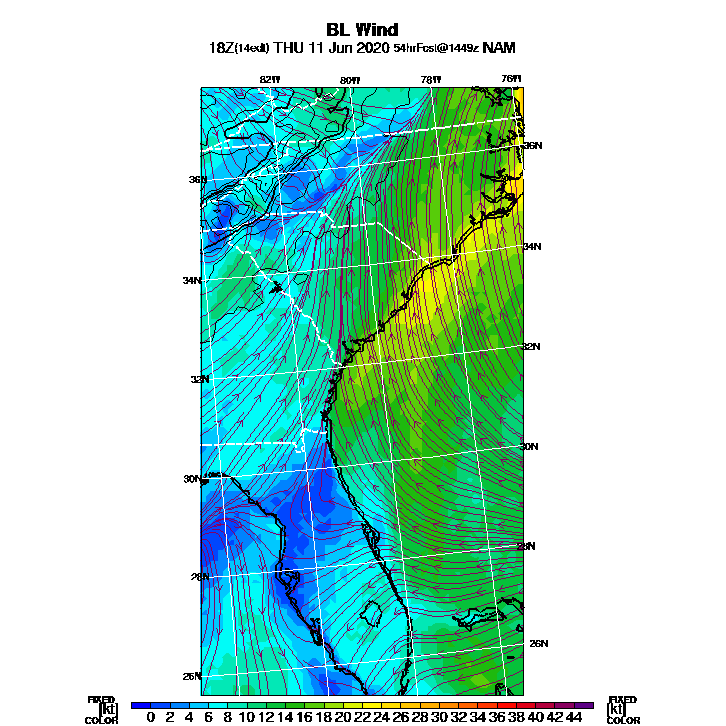 BL Wind
18Z(14edt) THU 11 Jun 2020 54hrFcst@1449z NAM
82W 80W 78W 76W
36N
36N
34N
34N
32N
32N
30N
30N
28N
28N
26N
26N
FIXED FIXED
[kt] 0 2 4 6 8 10 12 14 16 18 20 22 24 26 28 30 32 34 36 38 40 42 44 [kt]
COLOR COLOR